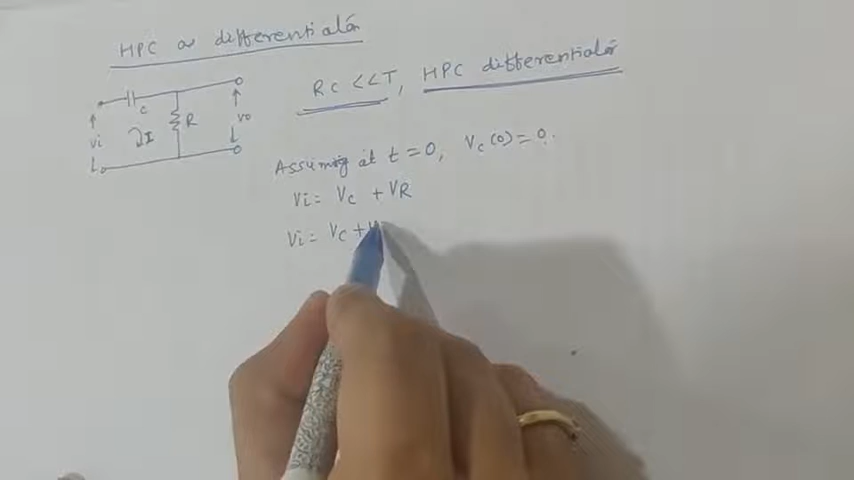 HPC as differentiator
C
Vi
I
R
Vo
RC <<T, HPC differentiator
Assuming at t=0, Vc(0)=0.
Vi= Vc +VR
Vi= Vc +